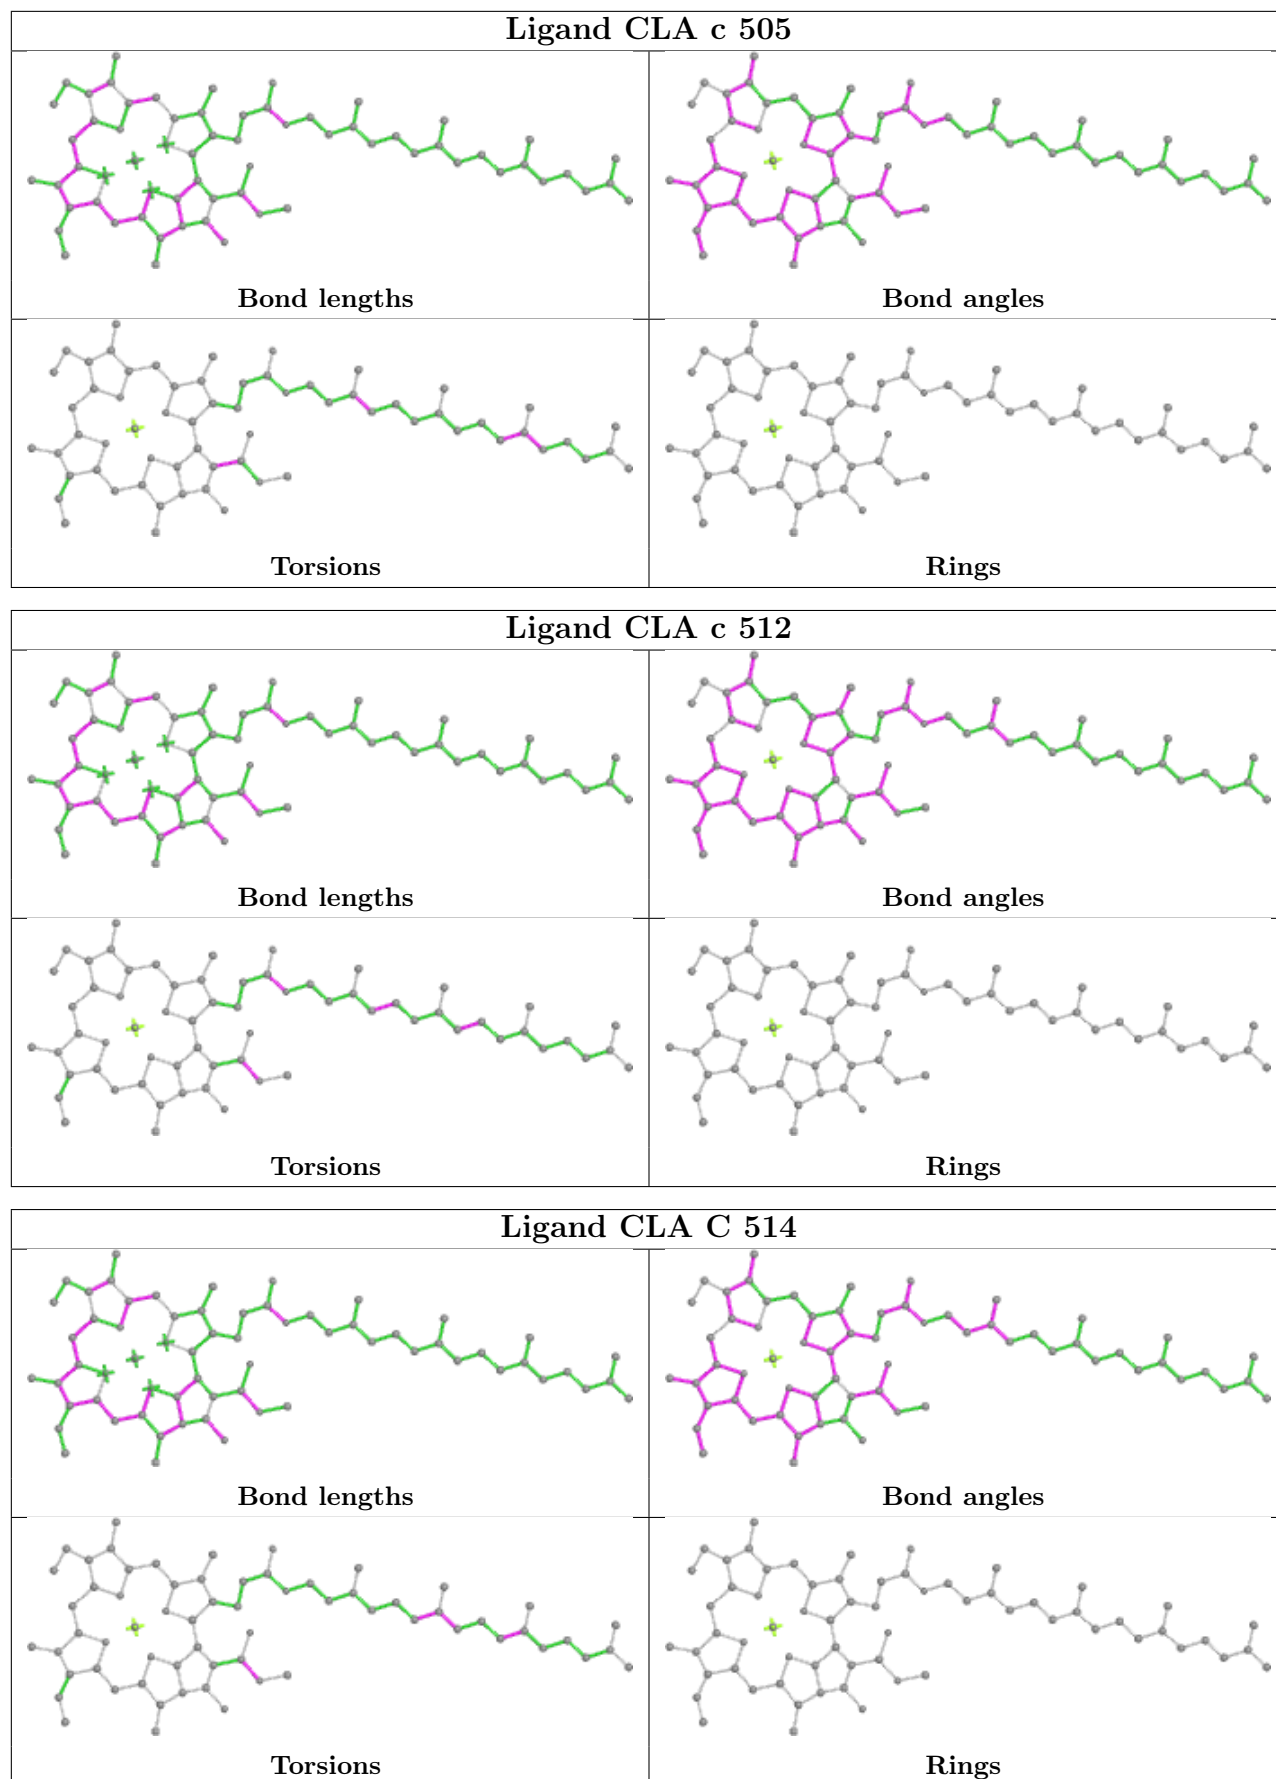 Ligand CLA c 505
Bond lengths
Bond angles
Torsions
Rings
Ligand CLA c 512
Bond lengths
Bond angles
Torsions
Rings
Ligand CLA C 514
Bond lengths
Bond angles
Torsions
Rings